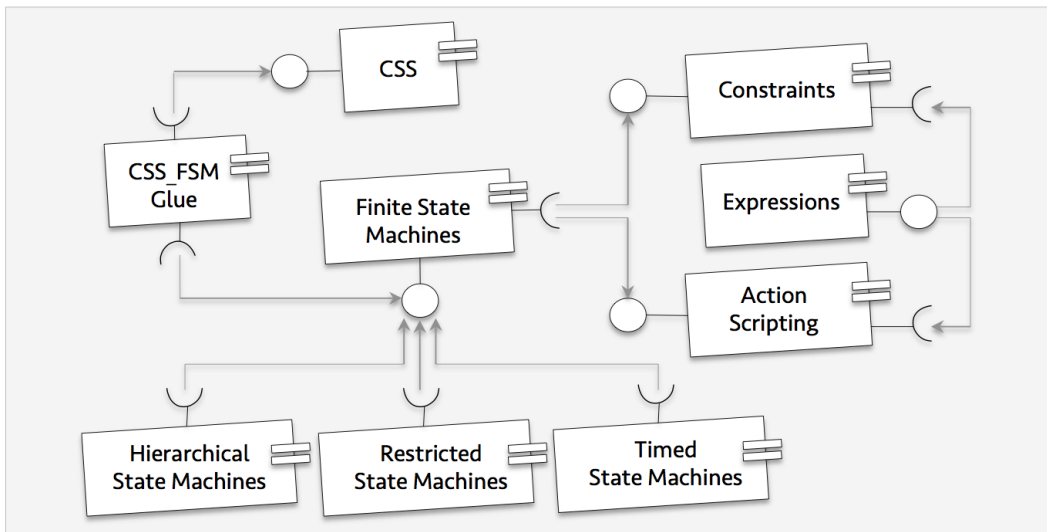 CSS
Constraints
CSS_FSM
Glue
Finite State
Machines
Expressions
Action
Scripting
Hierarchical
State Machines
Restricted
State Machines
Timed
State Machines